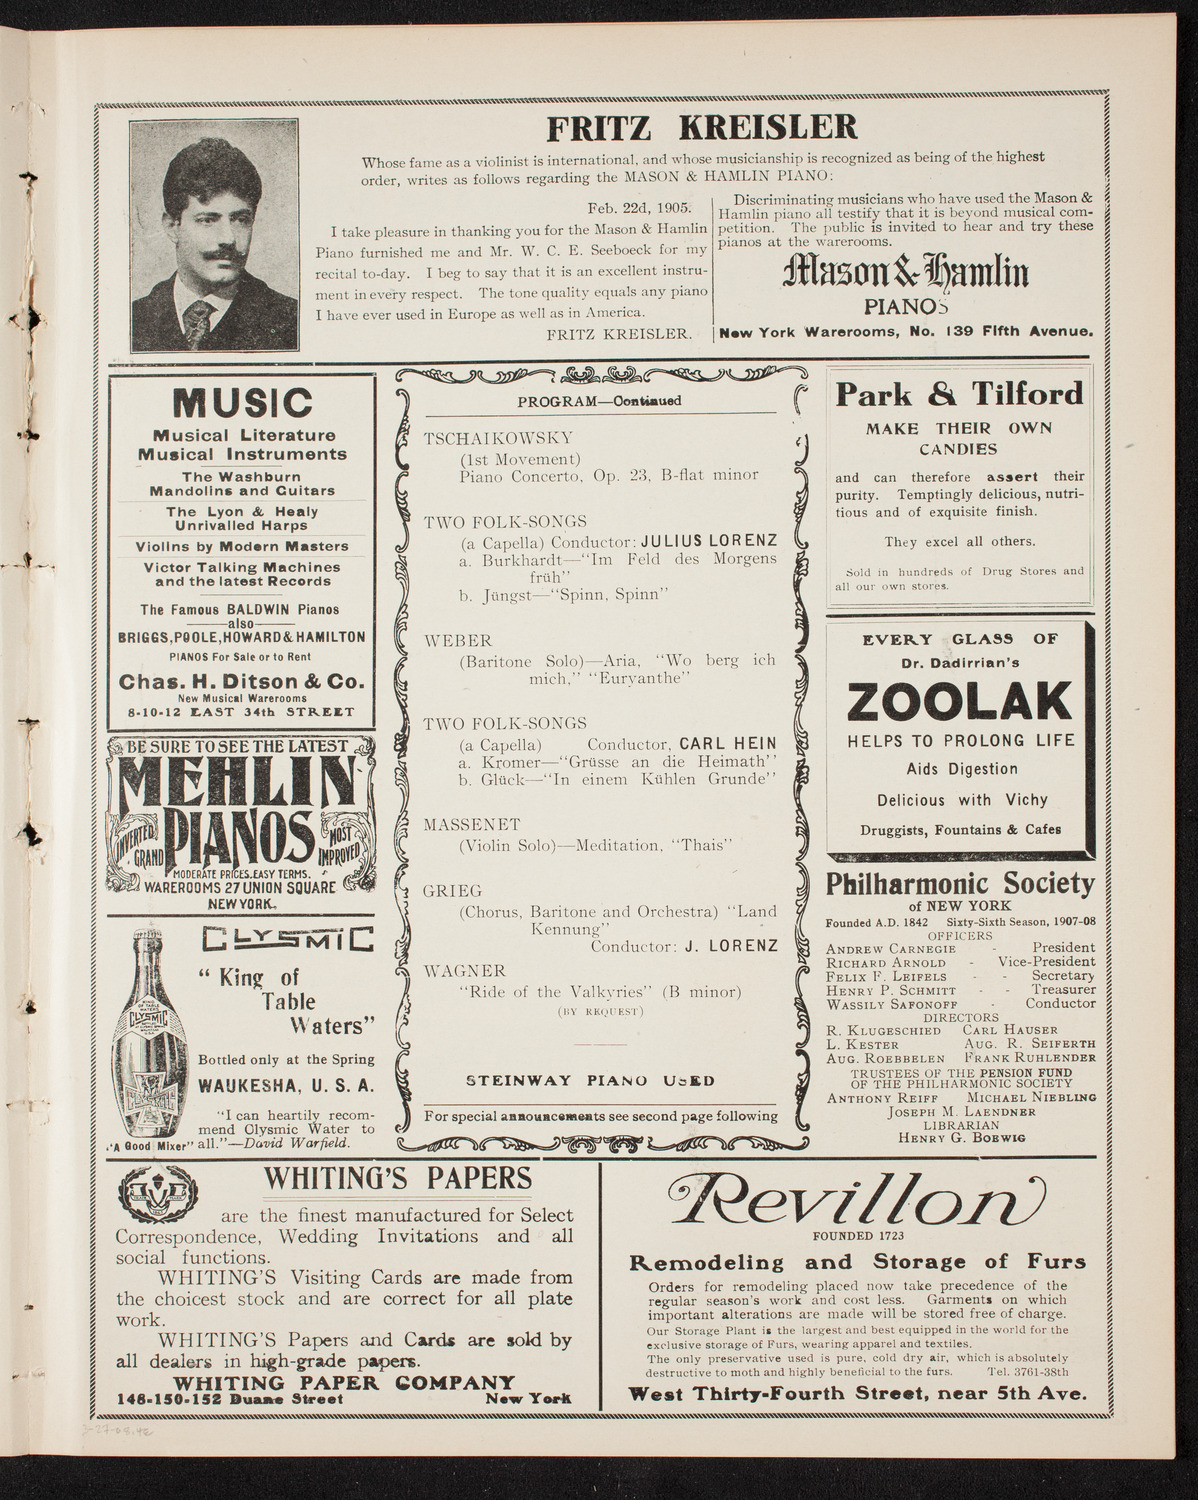 FRITZ KREISLER
Whose fame as a violinist is international, and whose musicianship is recognized as being of the highest
order, writes as follows regarding the MASON & HAMLIN PIANO:
Feb. 22d, 1905.
I take pleasure in thanking you for the Mason & Hamlin
Piano furnished me and Mr. W. C. E. Seeboeck for my
recital to-day. I beg to say that it is an excellent instru-
ment in every respect. The tone quality equals any piano
I have ever used in Europe as well as in America.
FRITZ KREISLER.
Discriminating musicians who have used the Mason &
Hamlin piano all testify that it is beyond musical com-
petition. The public is invited to hear and try these
pianos at the warerooms.
Mason & Hamlin
PIANOS
New York Warerooms, No. 139 Fifth Avenue.
MUSIC
Musical Literature
Musical Instruments
The Washburn
Mandolins and Guitars
The Lyon & Healy
Unrivalled Harps
Violins by Modern Masters
Victor Talking Machines
and the latest Records
The Famous BALDWIN Pianos
also
BRIGGS, POOLE, HOWARD & HAMILTON
PIANOS For Sale or to Rent
Chas. H. Ditson & Co.
New Musical Warerooms
8-10-12 EAST 34th STREET
BE SURE TO SEE THE LATEST
MEHLIN
PIANOS
INVERTED
GRAND
MOST
IMPROVED
MODERATE PRICES. EASY TERMS.
WAREROOMS 27 UNION SQUARE
NEW YORK.
CLYSMIC
"King of
Table
Waters"
Bottled only at the Spring
WAUKESHA, U. S. A.
"I can heartily recom-
mend Clysmic Water to
all."—David Warfield.
"A Good Mixer"
CLYSMIC
PROGRAM—Continued
TSCHAIKOWSKY
(1st Movement)
Piano Concerto, Op. 23, B-flat minor
TWO FOLK-SONGS
(a Capella) Conductor: JULIUS LORENZ
a. Burkhardt—"Im Feld des Morgens
früh"
b. Jüngst—"Spinn, Spinn"
WEBER
(Baritone Solo)—Aria, "Wo berg ich
mich," "Euryanthe"
TWO FOLK-SONGS
(a Capella) Conductor, CARL HEIN
a. Kromer—"Grüsse an die Heimath"
b. Glück—"In einem Kühlen Grunde"
MASSENET
(Violin Solo)—Meditation, "Thais"
GRIEG
(Chorus, Baritone and Orchestra) "Land
Kennung"
Conductor: J. LORENZ
WAGNER
"Ride of the Valkyries" (B minor)
(BY REQUEST)
STEINWAY PIANO USED
For special announcements see second page following
Park & Tilford
MAKE THEIR OWN
CANDIES
and can therefore assert their
purity. Temptingly delicious, nutri-
tious and of exquisite finish.
They excel all others.
Sold in hundreds of Drug Stores and
all our own stores.
EVERY GLASS OF
Dr. Dadirrian's
ZOOLAK
HELPS TO PROLONG LIFE
Aids Digestion
Delicious with Vichy
Druggists, Fountains & Cafes
Philharmonic Society
of NEW YORK
Founded A.D. 1842 Sixty-Sixth Season, 1907-08
OFFICERS
ANDREW CARNEGIE - President
RICHARD ARNOLD - Vice-President
FELIX F. LEIFELS - - Secretary
HENRY P. SCHMITT - - Treasurer
WASSILY SAFONOFF - Conductor
DIRECTORS
R. KLUGESCHIED CARL HAUSER
L. KESTER AUG. R. SEIFERTH
AUG. ROEBBELEN FRANK RUHLENDER
TRUSTEES OF THE PENSION FUND
OF THE PHILHARMONIC SOCIETY
ANTHONY REIFF MICHAEL NIEBLING
JOSEPH M. LAENDNER
LIBRARIAN
HENRY G. BOEWIG
WHITING'S PAPERS
are the finest manufactured for Select
Correspondence, Wedding Invitations and all
social functions.
WHITING'S Visiting Cards are made from
the choicest stock and are correct for all plate
work.
WHITING'S Papers and Cards are sold by
all dealers in high-grade papers.
WHITING PAPER COMPANY
148-150-152 Duane Street New York
Revillon
FOUNDED 1723
Remodeling and Storage of Furs
Orders for remodeling placed now take precedence of the
regular season's work and cost less. Garments on which
important alterations are made will be stored free of charge.
Our Storage Plant is the largest and best equipped in the world for the
exclusive storage of Furs, wearing apparel and textiles.
The only preservative used is pure, cold dry air, which is absolutely
destructive to moth and highly beneficial to the furs. Tel. 3761-38th
West Thirty-Fourth Street, near 5th Ave.